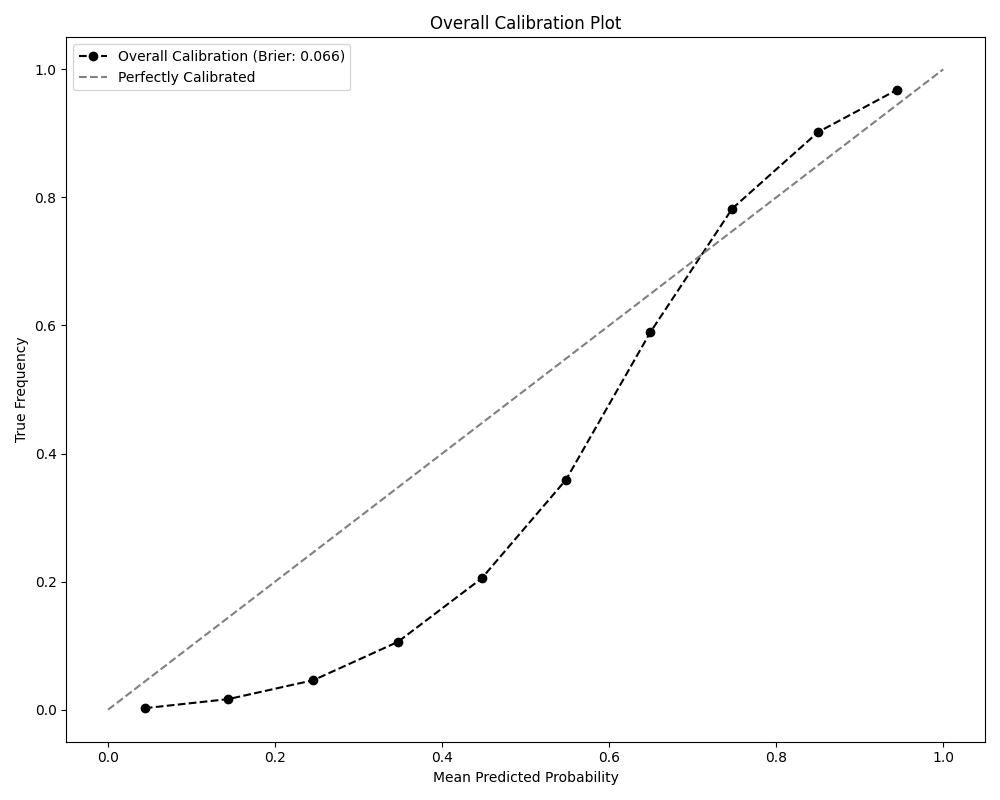 Overall Calibration Plot
Overall Calibration (Brier: 0.066)
Perfectly Calibrated
True Frequency
1.0
0.8
0.6
0.4
0.2
0.0
0.0 0.2 0.4 0.6 0.8 1.0
Mean Predicted Probability